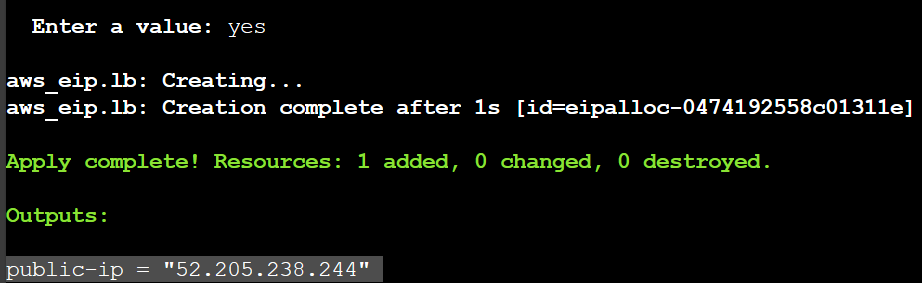 Enter a value: yes
aws_eip.lb: Creating...
aws_eip.lb: Creation complete after 1s [id=eipalloc-0474192558c01311e]
Apply complete! Resources: 1 added, 0 changed, 0 destroyed.
Outputs:
public-ip = "52.205.238.244"